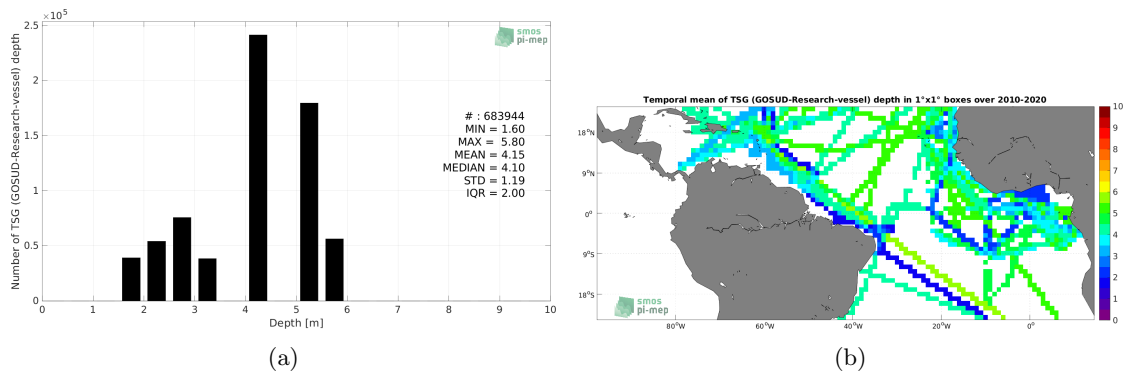 ×10⁵
2.5
2
1.5
1
0.5
0
Number of TSG (GOSUD-Research-vessel) depth
0 1 2 3 4 5 6 7 8 9 10
Depth [m]
smos
pi-mep
# : 683944
MIN = 1.60
MAX = 5.80
MEAN = 4.15
MEDIAN = 4.10
STD = 1.19
IQR = 2.00
(a)
Temporal mean of TSG (GOSUD-Research-vessel) depth in 1°x1° boxes over 2010-2020
18°N
9°N
0°
9°S
18°S
80°W 60°W 40°W 20°W 0°
smos
pi-mep
10
9
8
7
6
5
4
3
2
1
0
(b)